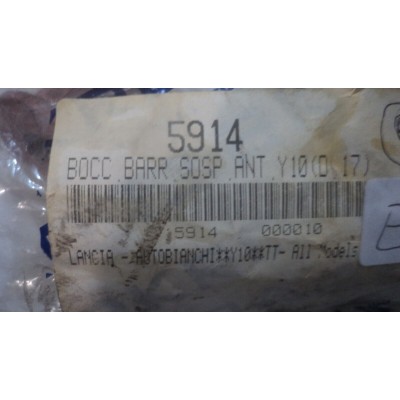 5914
BOCC BARR.SOSP.ANT.Y10(D.17)
5914 000010
LANCIA - AUTOBIANCHI**Y10**TT- All Models